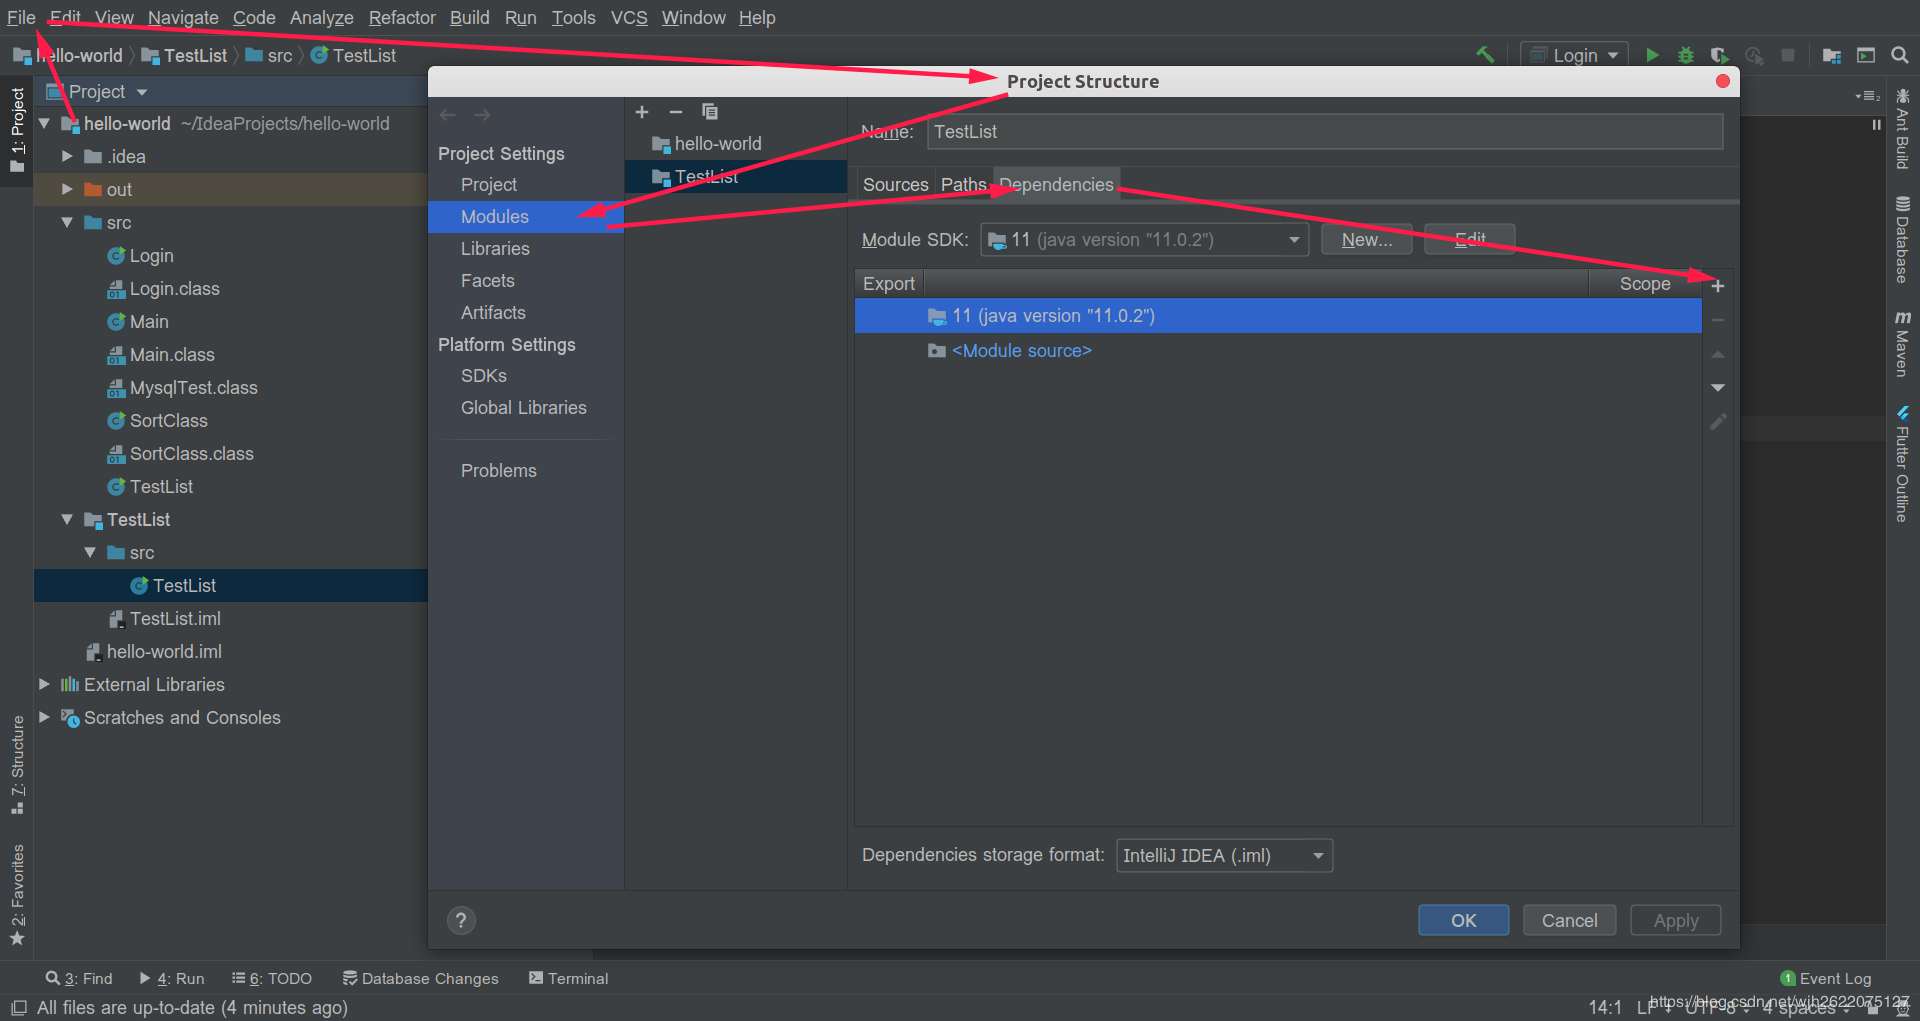 File Edit View Navigate Code Analyze Refactor Build Run Tools VCS Window Help
hello-world TestList src TestList
Login
Project
hello-world ~/IdeaProjects/hello-world
.idea
out
src
Login
Login.class
Main
Main.class
MysqlTest.class
SortClass
SortClass.class
TestList
TestList
src
TestList
TestList.iml
hello-world.iml
External Libraries
Scratches and Consoles
1: Project
7: Structure
2: Favorites
Project Structure
Project Settings
Project
Modules
Libraries
Facets
Artifacts
Platform Settings
SDKs
Global Libraries
Problems
hello-world
TestList
Name: TestList
Sources Paths Dependencies
Module SDK: 11 (java version "11.0.2") New... Edit
Export Scope
11 (java version "11.0.2")
<Module source>
Dependencies storage format: IntelliJ IDEA (.iml)
? OK Cancel Apply
2
Ant Build
Database
m Maven
Flutter Outline
3: Find 4: Run 6: TODO Database Changes Terminal
1 Event Log
All files are up-to-date (4 minutes ago)
14:1 LF UTF-8 4 spaces
https://blog.csdn.net/wjb2622075127